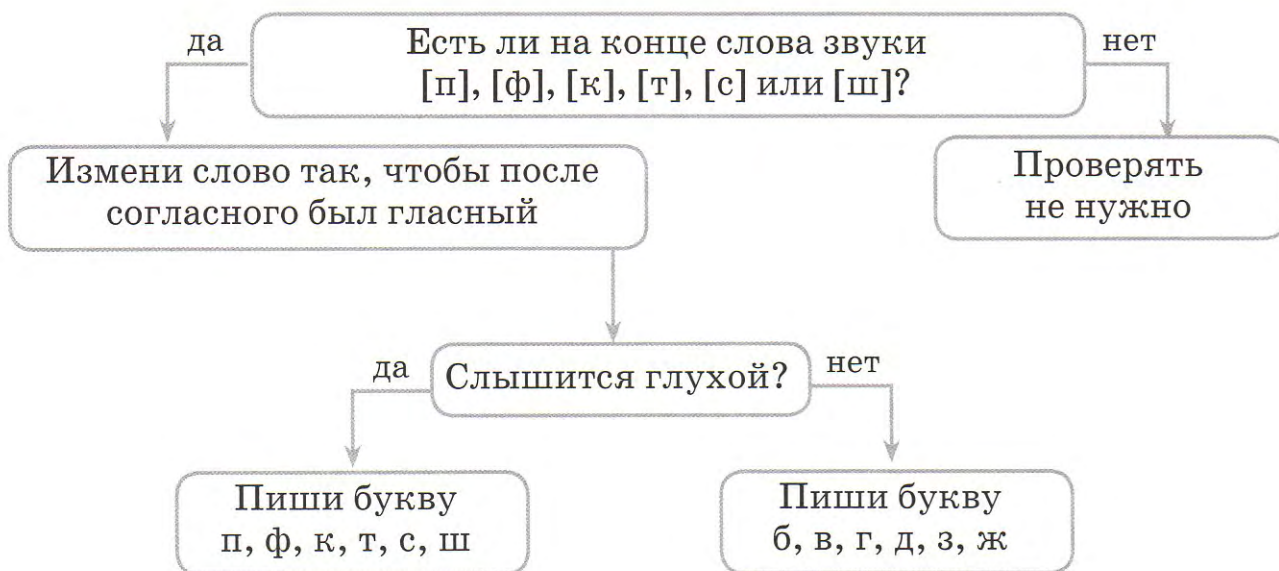 да
Есть ли на конце слова звуки
[п], [ф], [к], [т], [с] или [ш]?
нет
Измени слово так, чтобы после
согласного был гласный
Проверять
не нужно
да
Слышится глухой?
нет
Пиши букву
п, ф, к, т, с, ш
Пиши букву
б, в, г, д, з, ж